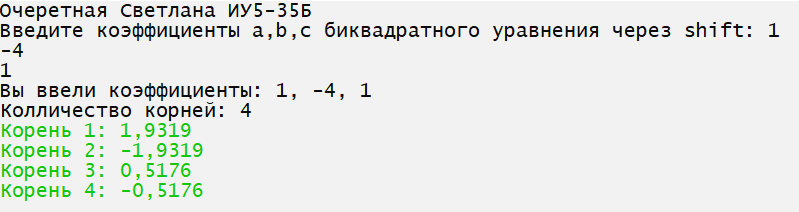 Очеретная Светлана ИУ5-35Б
Введите коэффициенты a,b,c биквадратного уравнения через shift: 1
-4
1
Вы ввели коэффициенты: 1, -4, 1
Колличество корней: 4
Корень 1: 1,9319
Корень 2: -1,9319
Корень 3: 0,5176
Корень 4: -0,5176